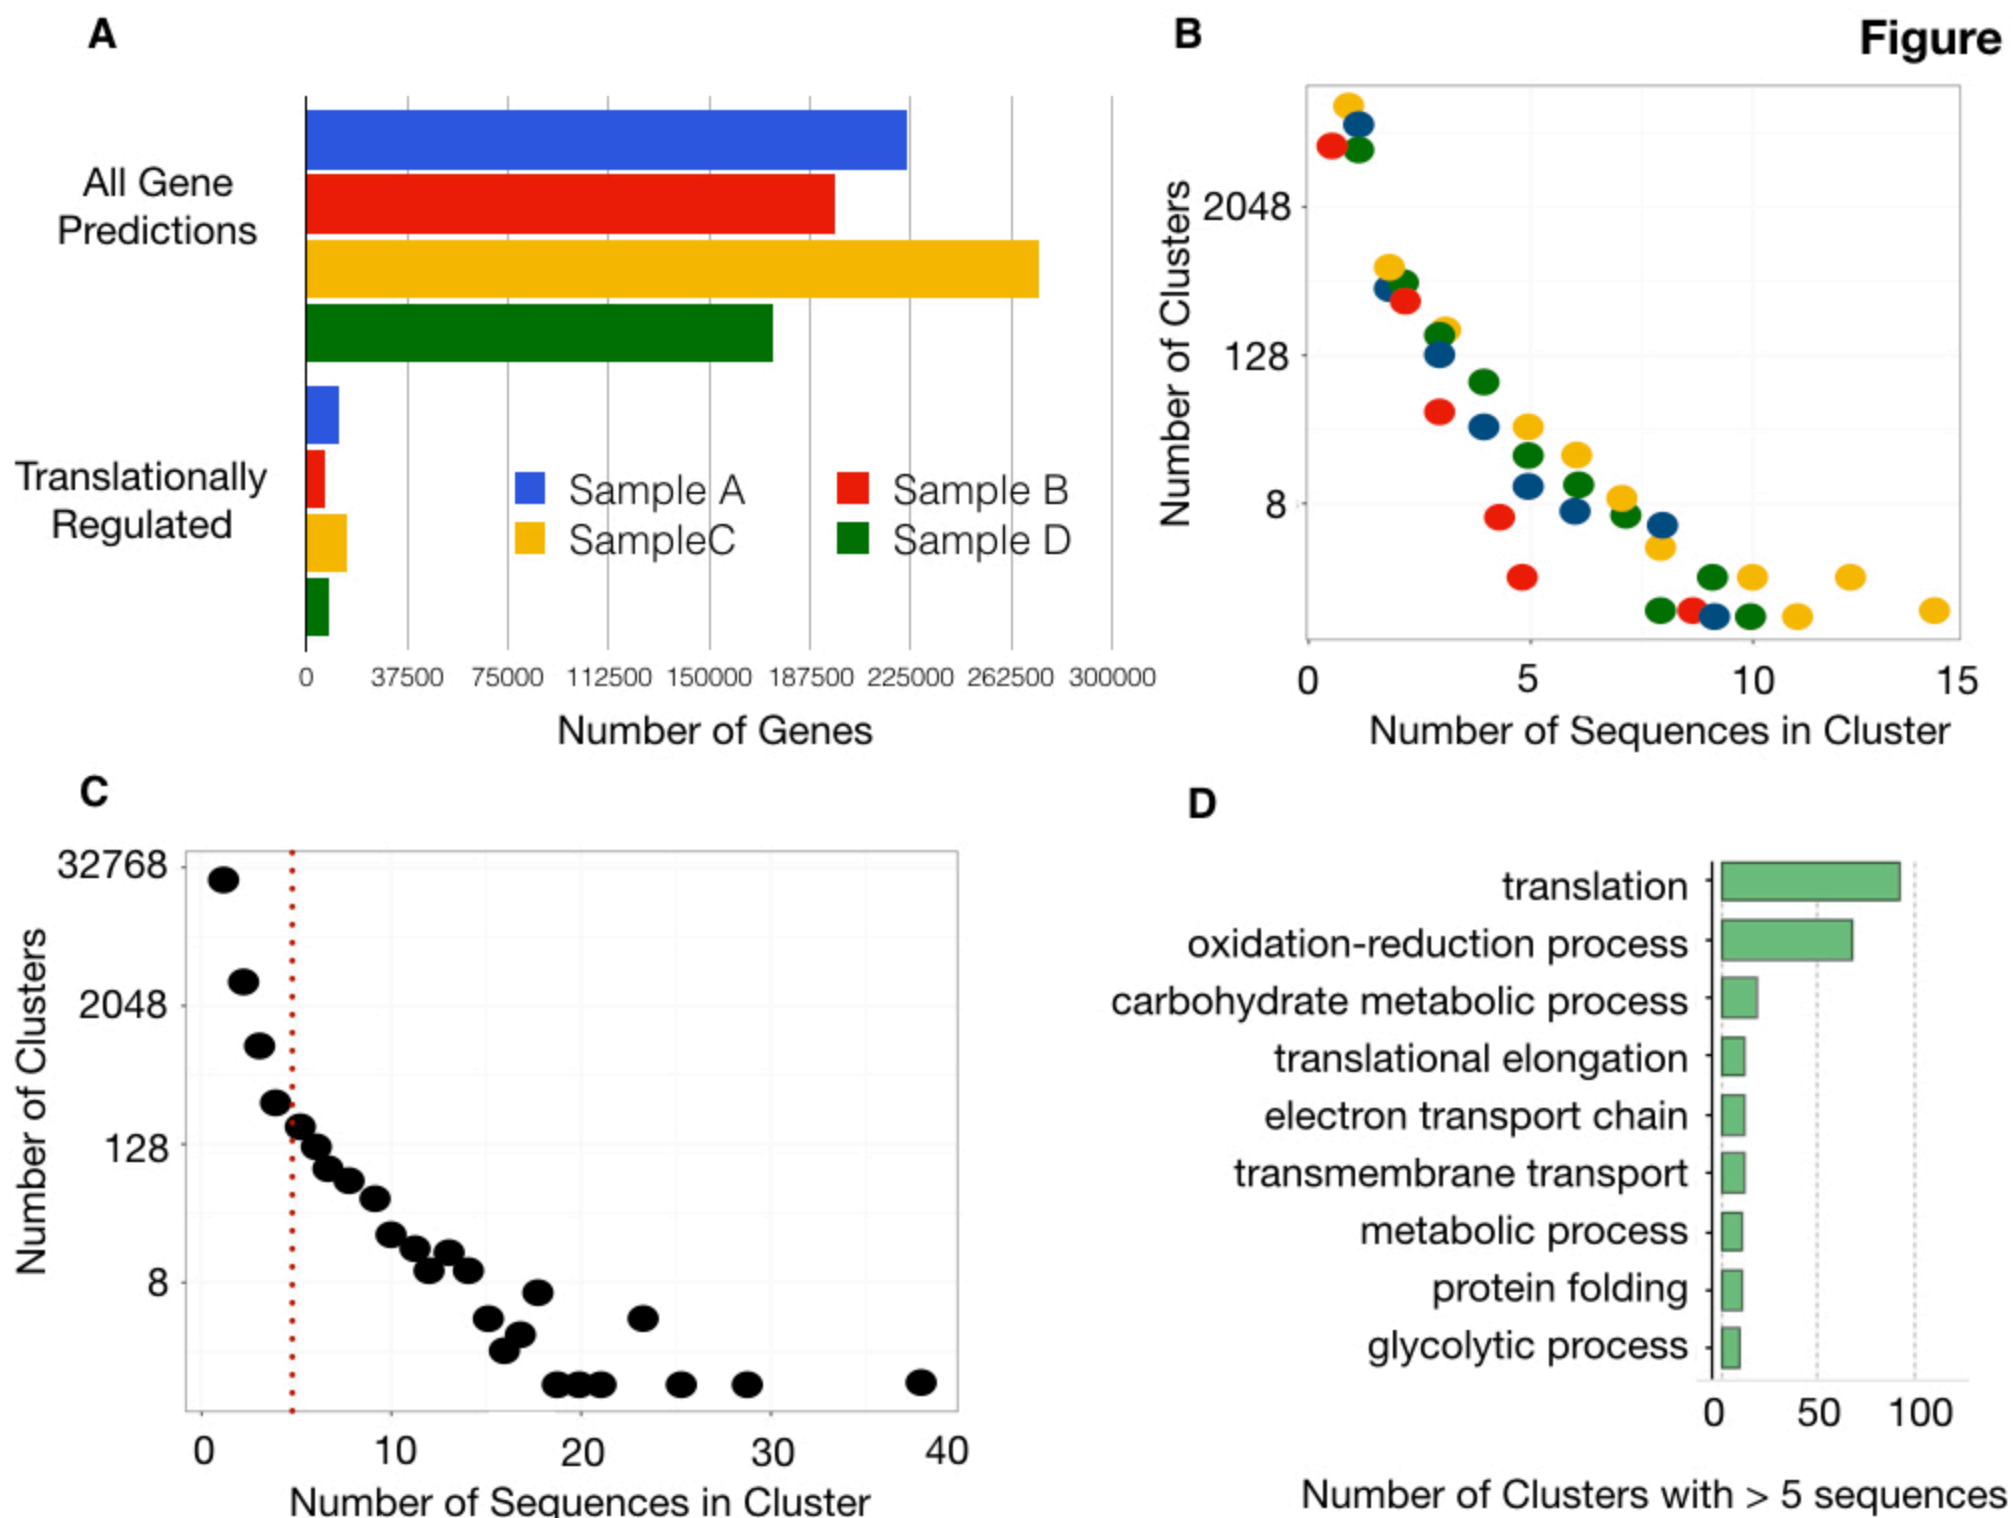 A
B
Figure
All Gene
Predictions
Translationally
Regulated
Sample A
Sample B
SampleC
Sample D
0 37500 75000 112500 150000 187500 225000 262500 300000
Number of Genes
Number of Clusters
2048
128
8
0 5 10 15
Number of Sequences in Cluster
C
D
Number of Clusters
32768
2048
128
8
0 10 20 30 40
Number of Sequences in Cluster
translation
oxidation-reduction process
carbohydrate metabolic process
translational elongation
electron transport chain
transmembrane transport
metabolic process
protein folding
glycolytic process
0 50 100
Number of Clusters with > 5 sequences